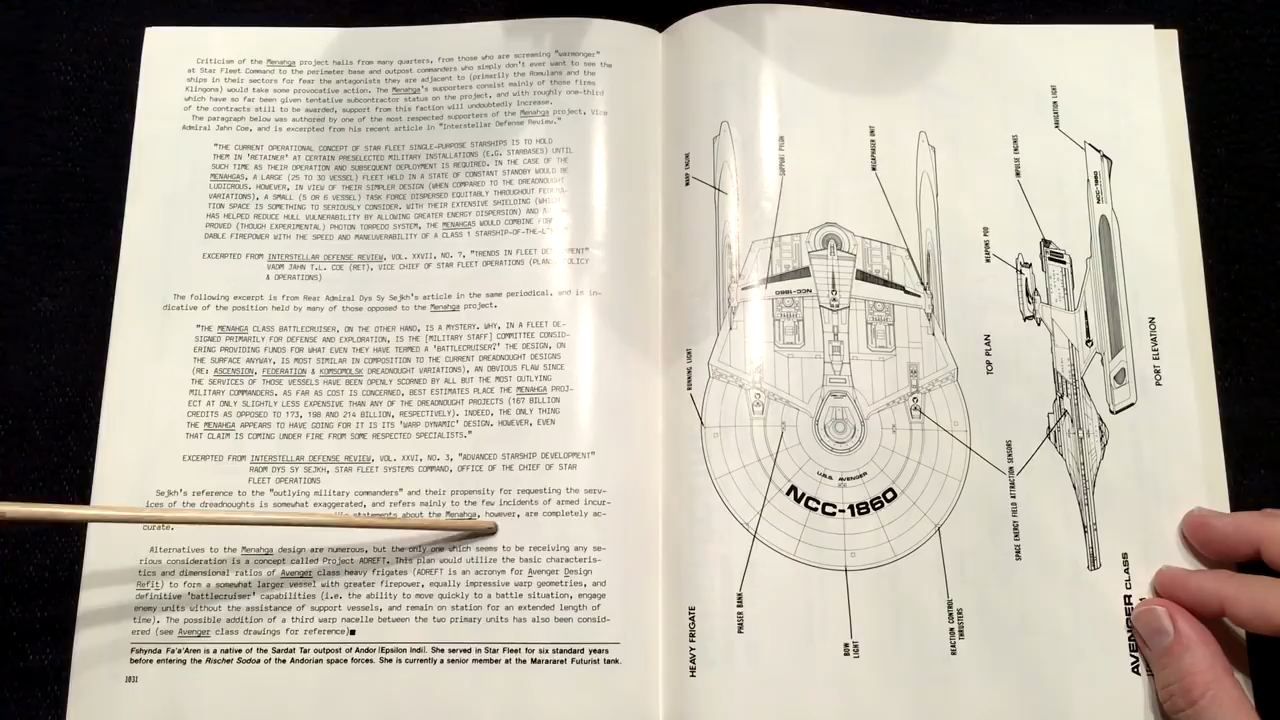 Criticism of the Menahga project hails from many quarters, from those who are screaming "warmonger"
at Star Fleet Command to the perimeter base and outpost commanders who simply don't ever want to see the
ships in their sectors for fear the antagonists they are adjacent to (primarily the Romulans and the
Klingons) would take some provocative action. The Menahga's supporters consist mainly of those firms
which have so far been given tentative subcontractor status on the project, and with roughly one-third
of the contracts still to be awarded, support from this faction will undoubtedly increase.
The paragraph below was authored by one of the most respected supporters of the Menahga project, Vice
Admiral Jahn Coe, and is excerpted from his recent article in "Interstellar Defense Review."
"THE CURRENT OPERATIONAL CONCEPT OF STAR FLEET SINGLE-PURPOSE STARSHIPS IS TO HOLD
THEM IN 'RETAINER' AT CERTAIN PRESELECTED MILITARY INSTALLATIONS (E.G. STARBASES) UNTIL
SUCH TIME AS THEIR OPERATION AND SUBSEQUENT DEPLOYMENT IS REQUIRED. IN THE CASE OF THE
MENAHGAS, A LARGE (25 TO 30 VESSEL) FLEET HELD IN A STATE OF CONSTANT STANDBY WOULD BE
LUDICROUS. HOWEVER, IN VIEW OF THEIR SIMPLER DESIGN (WHEN COMPARED TO THE DREADNOUGHT
VARIATIONS), A SMALL (5 OR 6 VESSEL) TASK FORCE DISPERSED EQUITABLY THROUGHOUT
TION SPACE IS SOMETHING TO SERIOUSLY CONSIDER. WITH THEIR EXTENSIVE SHIELDING
HAS HELPED REDUCE HULL VULNERABILITY BY ALLOWING GREATER ENERGY DISPERSION) AND
PROVED (THOUGH EXPERIMENTAL) PHOTON TORPEDO SYSTEM, THE MENAHGAS WOULD COMBINE
DABLE FIREPOWER WITH THE SPEED AND MANEUVERABILITY OF A CLASS 1
EXCERPTED FROM INTERSTELLAR DEFENSE REVIEW, VOL. XXVII, NO. 7, "TRENDS IN FLEET
VADM JAHN T.L. COE (RET), VICE CHIEF OF STAR FLEET OPERATIONS
& OPERATIONS)
The following excerpt is from Rear Admiral Dys Sy Sejkh's article in the same periodical, and is in-
dicative of the position held by many of those opposed to the Menahga project.
"THE MENAHGA CLASS BATTLECRUISER, ON THE OTHER HAND, IS A MYSTERY. WHY, IN A FLEET DE-
SIGNED PRIMARILY FOR DEFENSE AND EXPLORATION, IS THE [MILITARY STAFF] COMMITTEE CONSID-
ERING PROVIDING FUNDS FOR WHAT EVEN THEY HAVE TERMED A 'BATTLECRUISER?' THE DESIGN, ON
THE SURFACE ANYWAY, IS MOST SIMILAR IN COMPOSITION TO THE CURRENT DREADNOUGHT DESIGNS
(RE: ASCENSION, FEDERATION & KOMSOMOLSK DREADNOUGHT VARIATIONS), AN OBVIOUS FLAW SINCE
THE SERVICES OF THOSE VESSELS HAVE BEEN OPENLY SCORNED BY ALL BUT THE MOST OUTLYING
MILITARY COMMANDERS. AS FAR AS COST IS CONCERNED, BEST ESTIMATES PLACE THE MENAHGA PROJ-
ECT AT ONLY SLIGHTLY LESS EXPENSIVE THAN ANY OF THE DREADNOUGHT PROJECTS (167 BILLION
CREDITS AS OPPOSED TO 173, 198 AND 214 BILLION, RESPECTIVELY). INDEED, THE ONLY THING
THE MENAHGA APPEARS TO HAVE GOING FOR IT IS ITS 'WARP DYNAMIC' DESIGN. HOWEVER, EVEN
THAT CLAIM IS COMING UNDER FIRE FROM SOME RESPECTED SPECIALISTS."
EXCERPTED FROM INTERSTELLAR DEFENSE REVIEW, VOL. XXVI, NO. 3, "ADVANCED STARSHIP DEVELOPMENT"
RADM DYS SY SEJKH, STAR FLEET SYSTEMS COMMAND, OFFICE OF THE CHIEF OF STAR
FLEET OPERATIONS
Sejkh's reference to the "outlying military commanders" and their propensity for requesting the serv-
ices of the dreadnoughts is somewhat exaggerated, and refers mainly to the few incidents of armed incur-
statements about the Menahga, however, are completely ac-
curate.
Alternatives to the Menahga design are numerous, but the only one which seems to be receiving any se-
rious consideration is a concept called Project ADREFT. This plan would utilize the basic characteris-
tics and dimensional ratios of Avenger class heavy frigates (ADREFT is an acronym for Avenger Design
Refit) to form a somewhat larger vessel with greater firepower, equally impressive warp geometries, and
definitive 'battlecruiser' capabilities (i.e. the ability to move quickly to a battle situation, engage
enemy units without the assistance of support vessels, and remain on station for an extended length of
time). The possible addition of a third warp nacelle between the two primary units has also been consid-
ered (see Avenger class drawings for reference)■
Fshynda Fa'a'Aren is a native of the Sardat Tar outpost of Andor [Epsilon Indi]. She served in Star Fleet for six standard years
before entering the Rischet Sodoa of the Andorian space forces. She is currently a senior member at the Marararet Futurist tank.
1031
WARP ENGINE
SUPPORT PYLON
MEGAPHASER UNIT
IMPULSE ENGINES
NAVIGATION LIGHT
NCC-1860
WEAPONS POD
NCC-1860
RUNNING LIGHT
TOP PLAN
PORT ELEVATION
U.S.S. AVENGER
NCC-1860
SPACE ENERGY FIELD ATTRACTION SENSORS
PHASER BANK
BOW
LIGHT
REACTION CONTROL
THRUSTERS
HEAVY FRIGATE
AVENGER CLASS